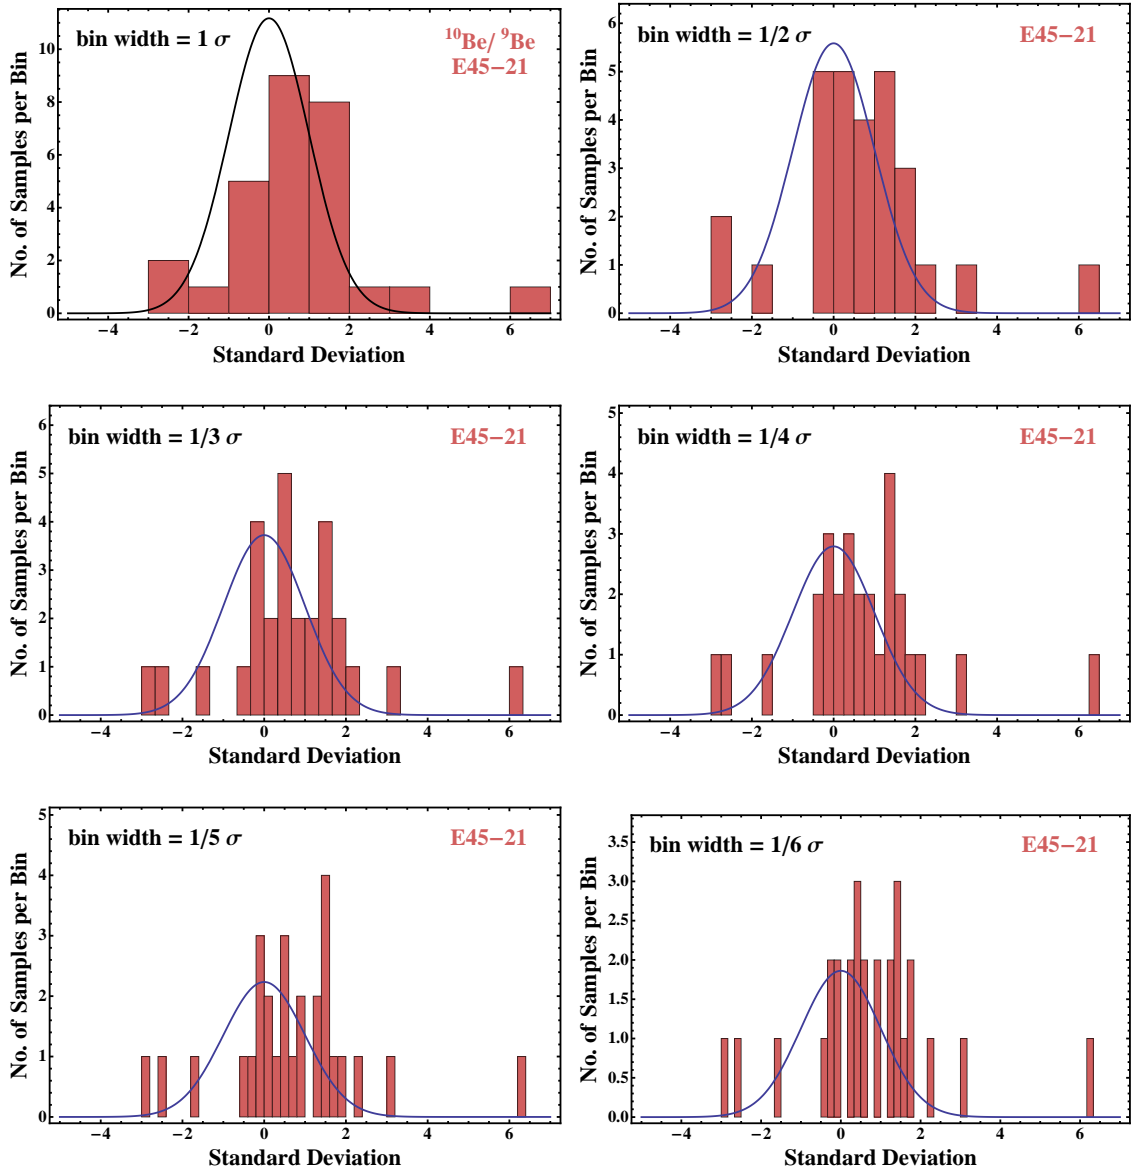 bin width = 1 σ
¹⁰Be/ ⁹Be
E45−21
No. of Samples per Bin
10
8
6
4
2
0
−4 −2 0 2 4 6
Standard Deviation
bin width = 1/2 σ
E45−21
No. of Samples per Bin
6
5
4
3
2
1
0
−4 −2 0 2 4 6
Standard Deviation
bin width = 1/3 σ
E45−21
No. of Samples per Bin
6
5
4
3
2
1
0
−4 −2 0 2 4 6
Standard Deviation
bin width = 1/4 σ
E45−21
No. of Samples per Bin
5
4
3
2
1
0
−4 −2 0 2 4 6
Standard Deviation
bin width = 1/5 σ
E45−21
No. of Samples per Bin
5
4
3
2
1
0
−4 −2 0 2 4 6
Standard Deviation
bin width = 1/6 σ
E45−21
No. of Samples per Bin
3.5
3.0
2.5
2.0
1.5
1.0
0.5
0.0
−4 −2 0 2 4 6
Standard Deviation